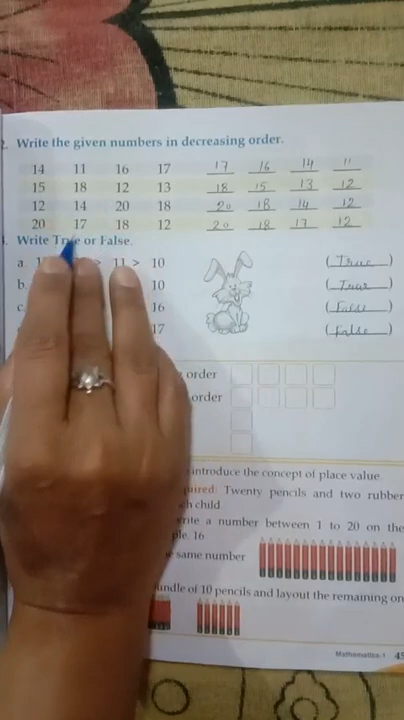 2. Write the given numbers in decreasing order.
14 11 16 17 17 16 14 11
15 18 12 13 18 15 13 12
12 14 20 18 20 18 14 12
20 17 18 12 20 18 17 12
Write True or False.
a. > 11 > 10 (True)
b. 10 (True)
c. 16 (False)
17 (False)
order
order
introduce the concept of place value
Twenty pencils and two rubber
child
a number between 1 to 20 on the
16
same number
of 10 pencils and layout the remaining on
Mathematics-1 45